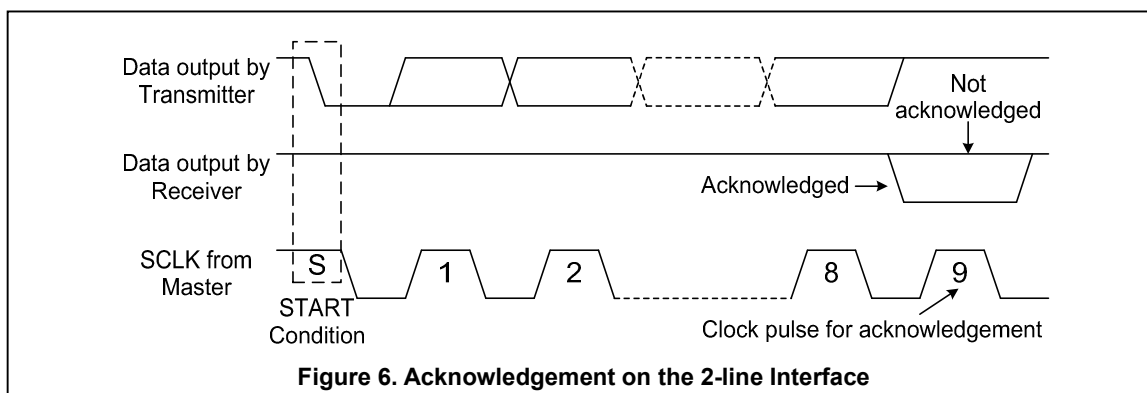 Data output by
Transmitter
Not
acknowledged
Data output by
Receiver
Acknowledged
SCLK from
Master
S
1
2
8
9
START
Condition
Clock pulse for acknowledgement
Figure 6. Acknowledgement on the 2-line Interface